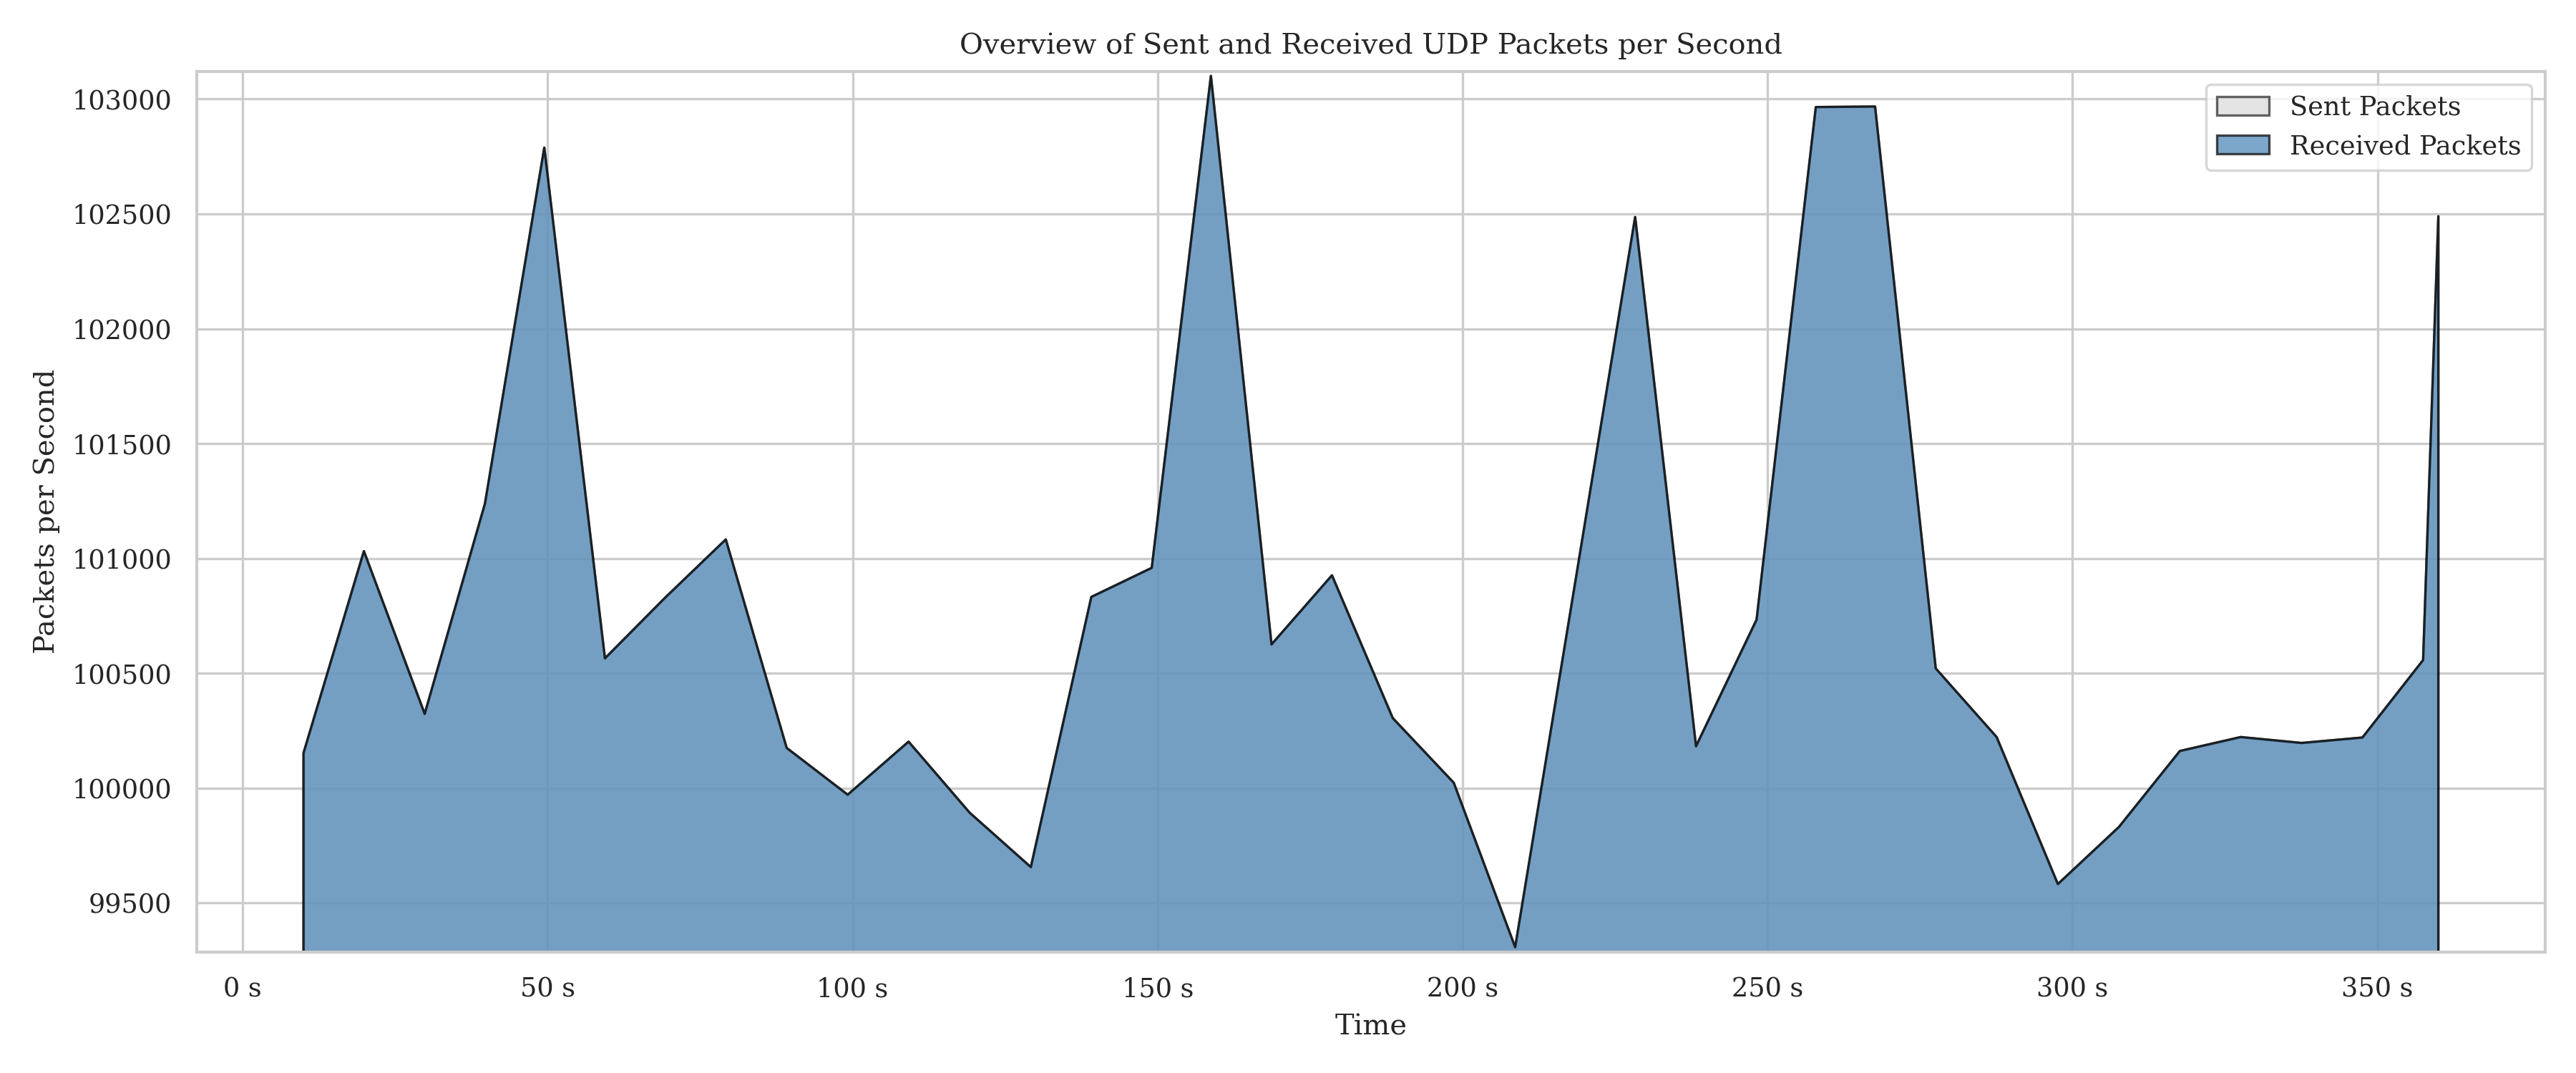 Overview of Sent and Received UDP Packets per Second
Sent Packets
Received Packets
Packets per Second
103000
102500
102000
101500
101000
100500
100000
99500
0 s
50 s
100 s
150 s
200 s
250 s
300 s
350 s
Time